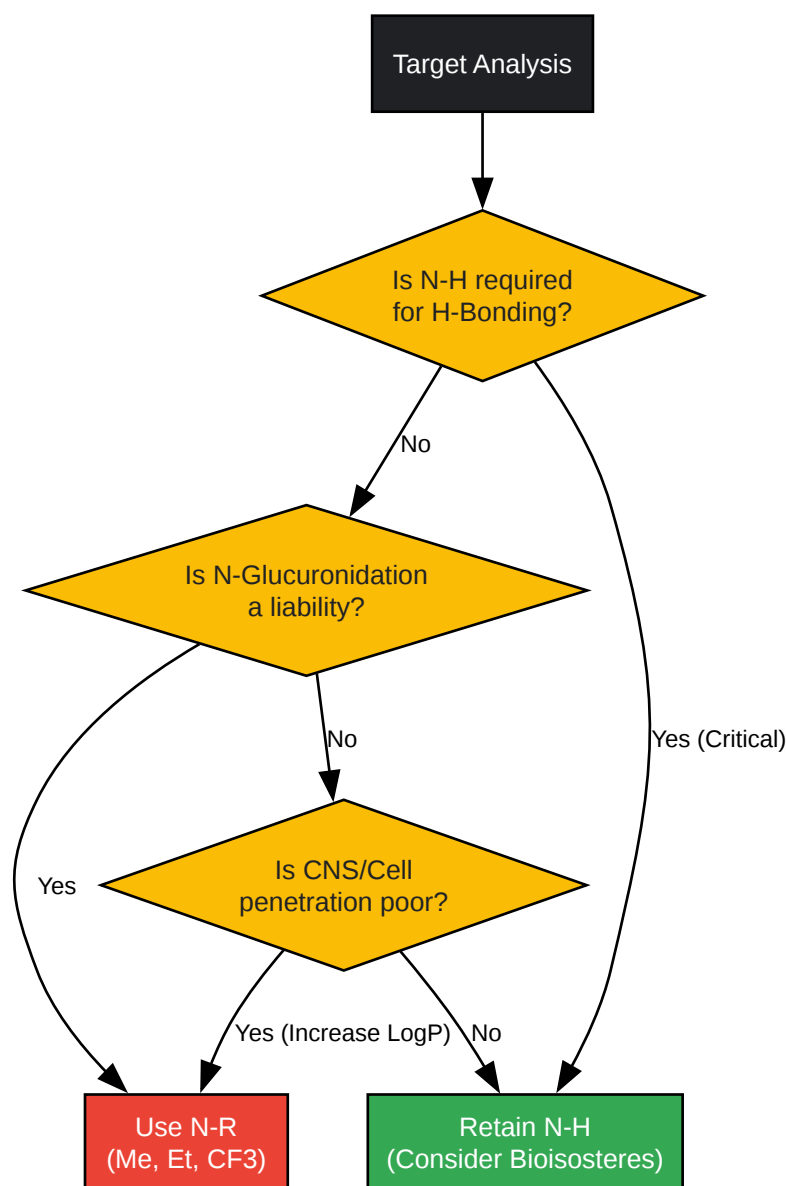 Target Analysis
Is N-H required
for H-Bonding?
No
Is N-Glucuronidation
a liability?
No
Yes (Critical)
Is CNS/Cell
penetration poor?
Yes
Yes (Increase LogP)
No
Use N-R
(Me, Et, CF3)
Retain N-H
(Consider Bioisosteres)